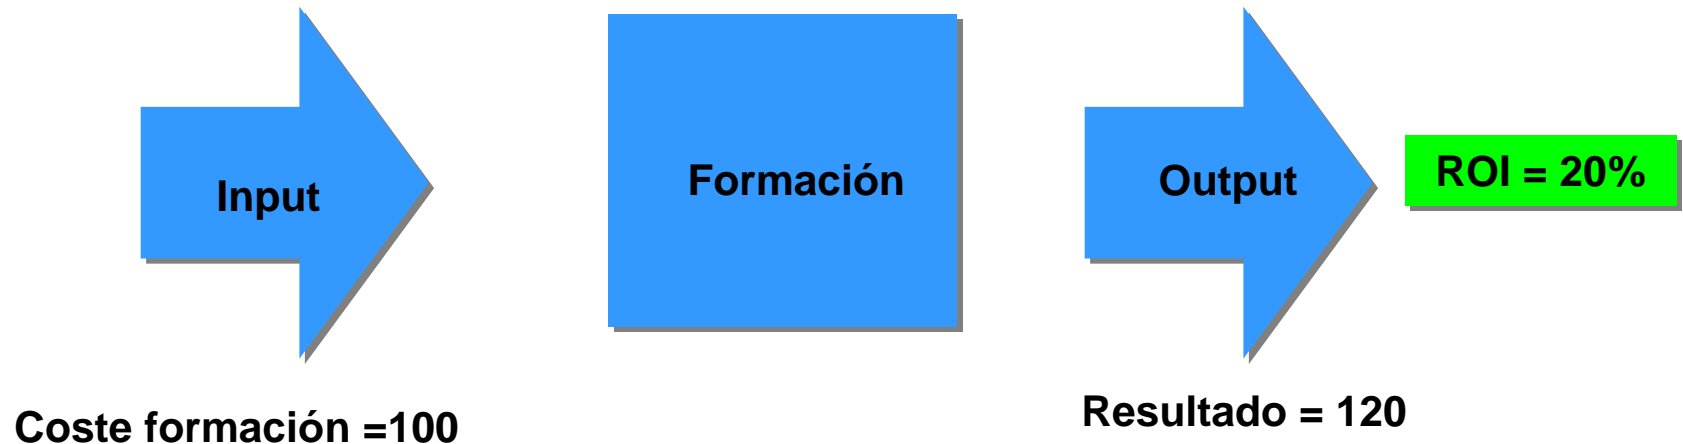 Input
Formación
Output
ROI = 20%
Coste formación =100
Resultado = 120